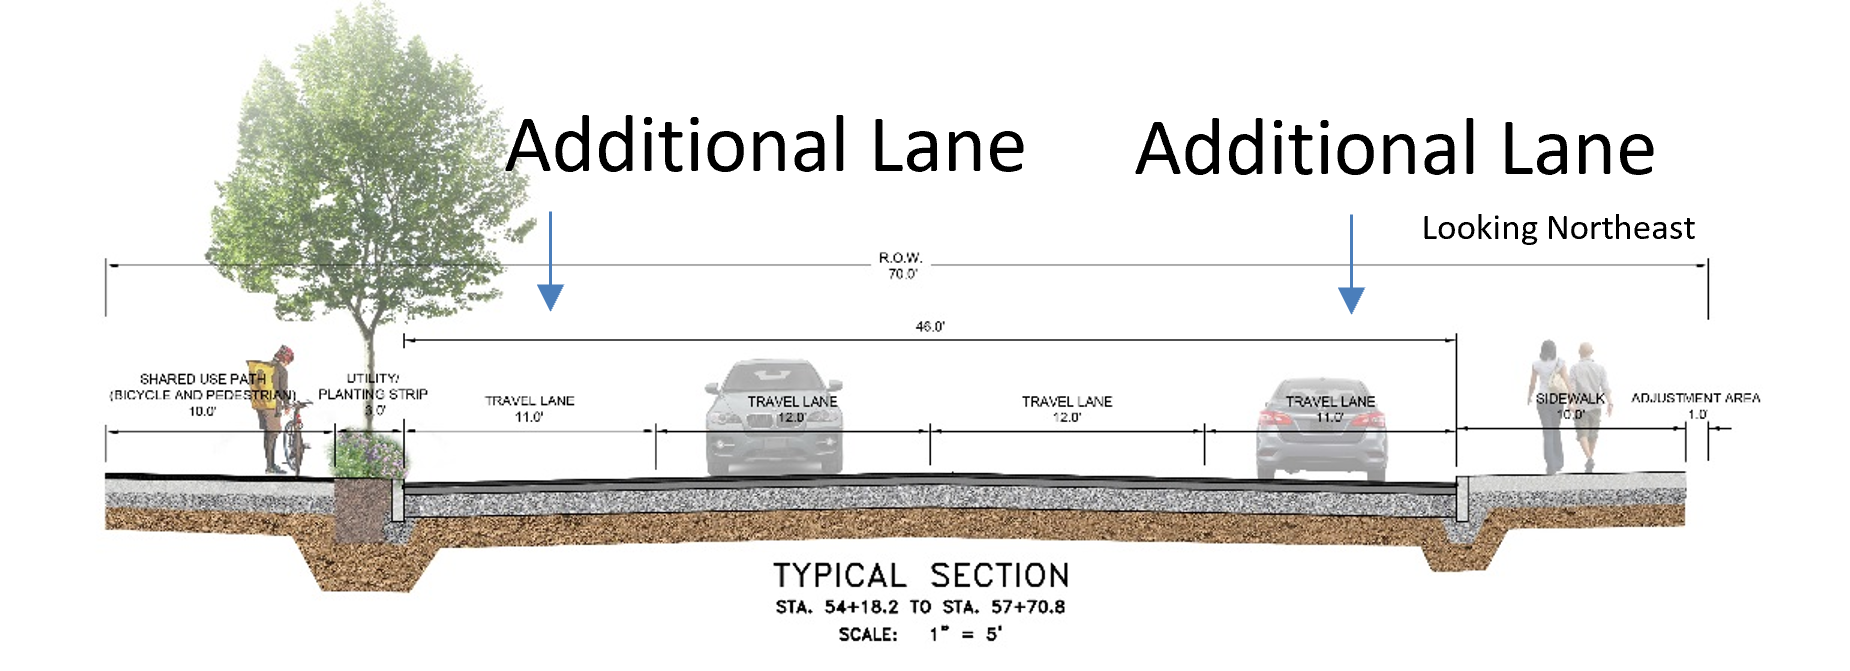 Additional Lane
Additional Lane
Looking Northeast
R.O.W.
70.0'
46.0'
SHARED USE PATH
(BICYCLE AND PEDESTRIAN)
10.0'
UTILITY/
PLANTING STRIP
3.0'
TRAVEL LANE
11.0'
TRAVEL LANE
12.0'
TRAVEL LANE
12.0'
TRAVEL LANE
11.0'
SIDEWALK
10.0'
ADJUSTMENT AREA
1.0'
TYPICAL SECTION
STA. 54+18.2 TO STA. 57+70.8
SCALE: 1" = 5'